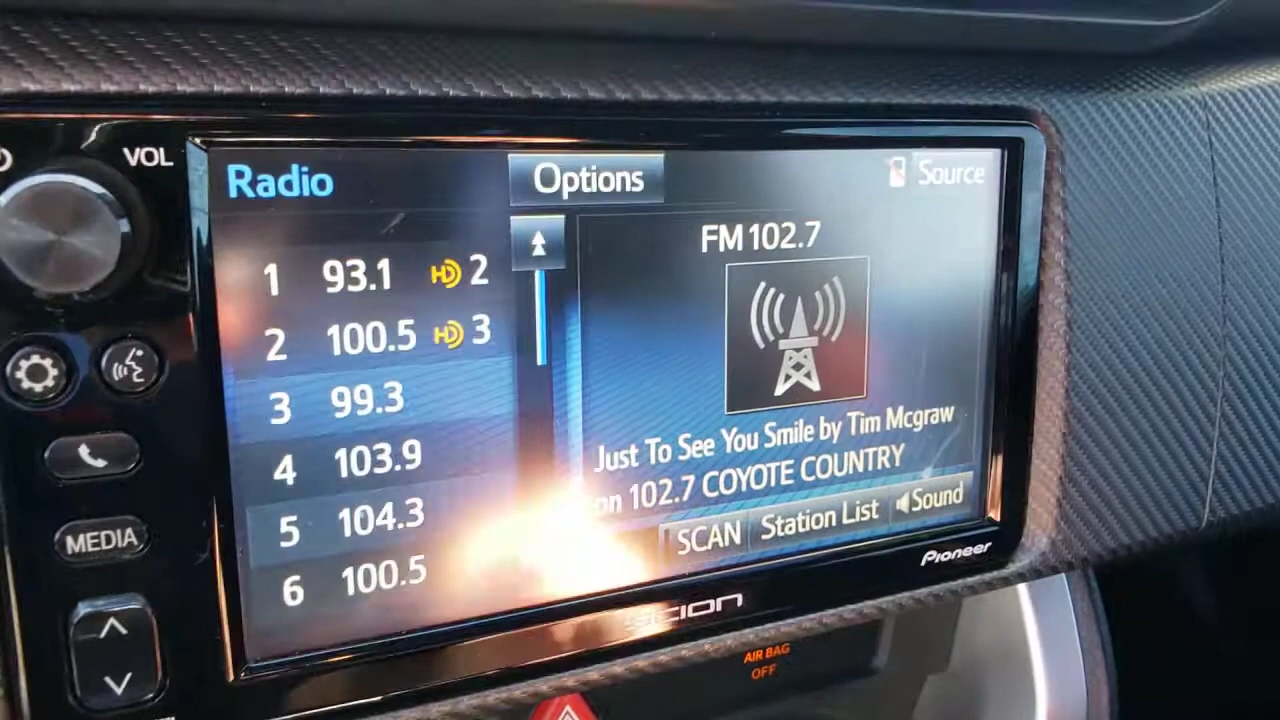 VOL
Radio
Options
Source
1 93.1 HD 2
2 100.5 HD 3
3 99.3
4 103.9
5 104.3
6 100.5
FM 102.7
Just To See You Smile by Tim Mcgraw
on 102.7 COYOTE COUNTRY
SCAN
Station List
Sound
MEDIA
Pioneer
SCION
AIR BAG
OFF